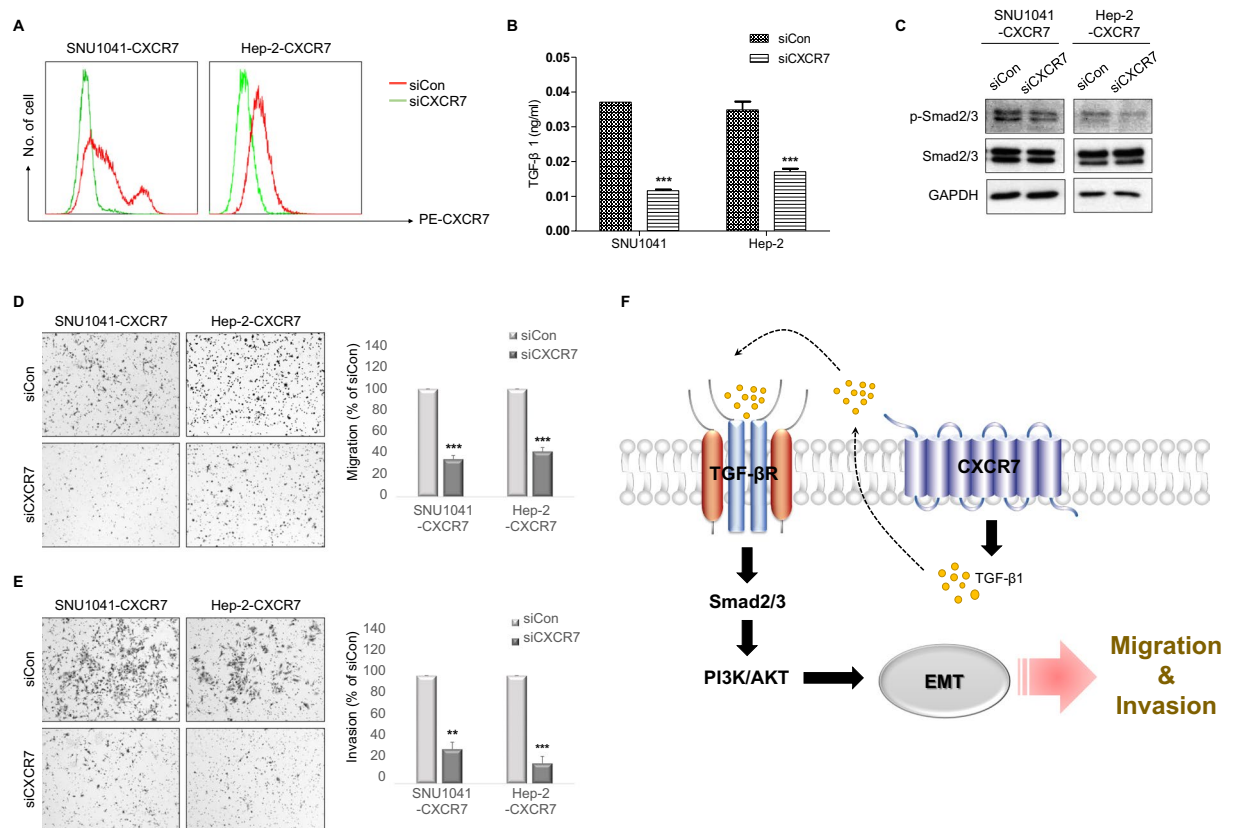 A
SNU1041-CXCR7
Hep-2-CXCR7
siCon
siCXCR7
No. of cell
PE-CXCR7
B
siCon
siCXCR7
TGF-β 1 (ng/ml)
0.05
0.04
0.03
0.02
0.01
0.00
***
***
SNU1041
Hep-2
C
SNU1041
-CXCR7
Hep-2
-CXCR7
siCon
siCXCR7
siCon
siCXCR7
p-Smad2/3
Smad2/3
GAPDH
D
SNU1041-CXCR7
Hep-2-CXCR7
siCon
siCXCR7
siCon
siCXCR7
Migration (% of siCon)
140
120
100
80
60
40
20
0
***
***
SNU1041
-CXCR7
Hep-2
-CXCR7
E
SNU1041-CXCR7
Hep-2-CXCR7
siCon
siCXCR7
siCon
siCXCR7
Invasion (% of siCon)
140
120
100
80
60
40
20
0
**
***
SNU1041
-CXCR7
Hep-2
-CXCR7
F
TGF-βR
CXCR7
TGF-β1
Smad2/3
PI3K/AKT
EMT
Migration
&
Invasion